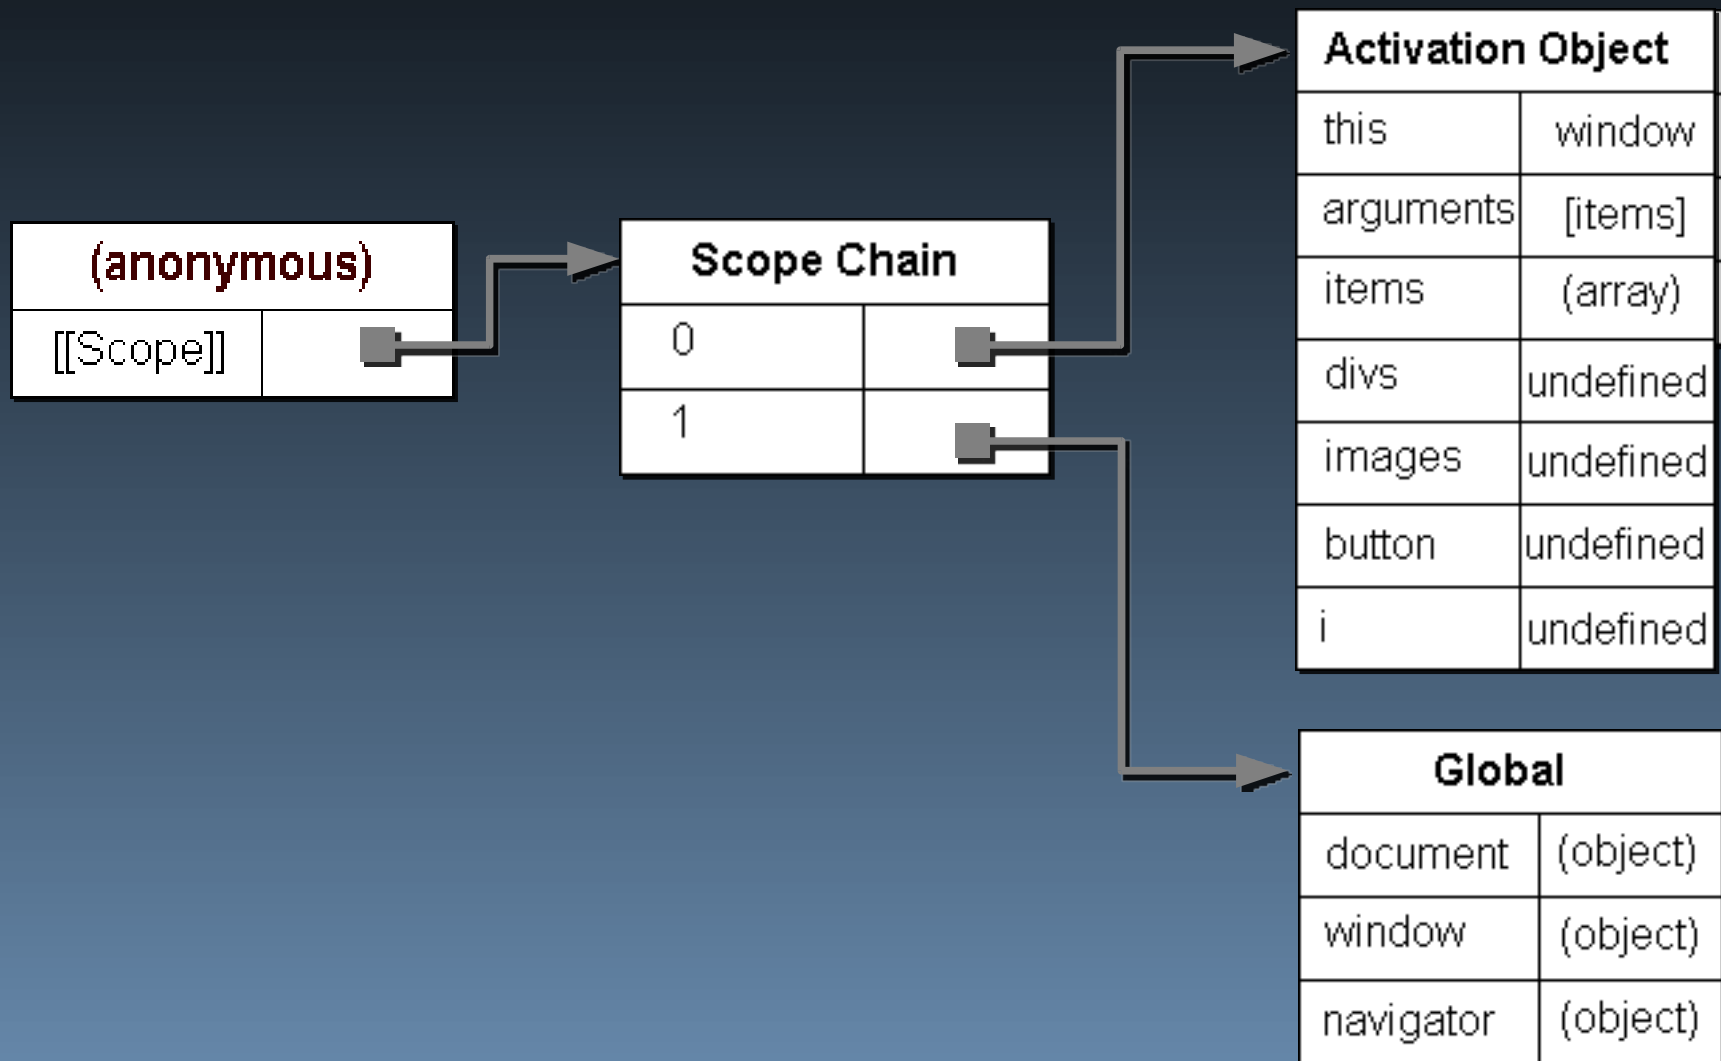 (anonymous)
[[Scope]]
Scope Chain
0
1
Activation Object
this window
arguments [items]
items (array)
divs undefined
images undefined
button undefined
i undefined
Global
document (object)
window (object)
navigator (object)